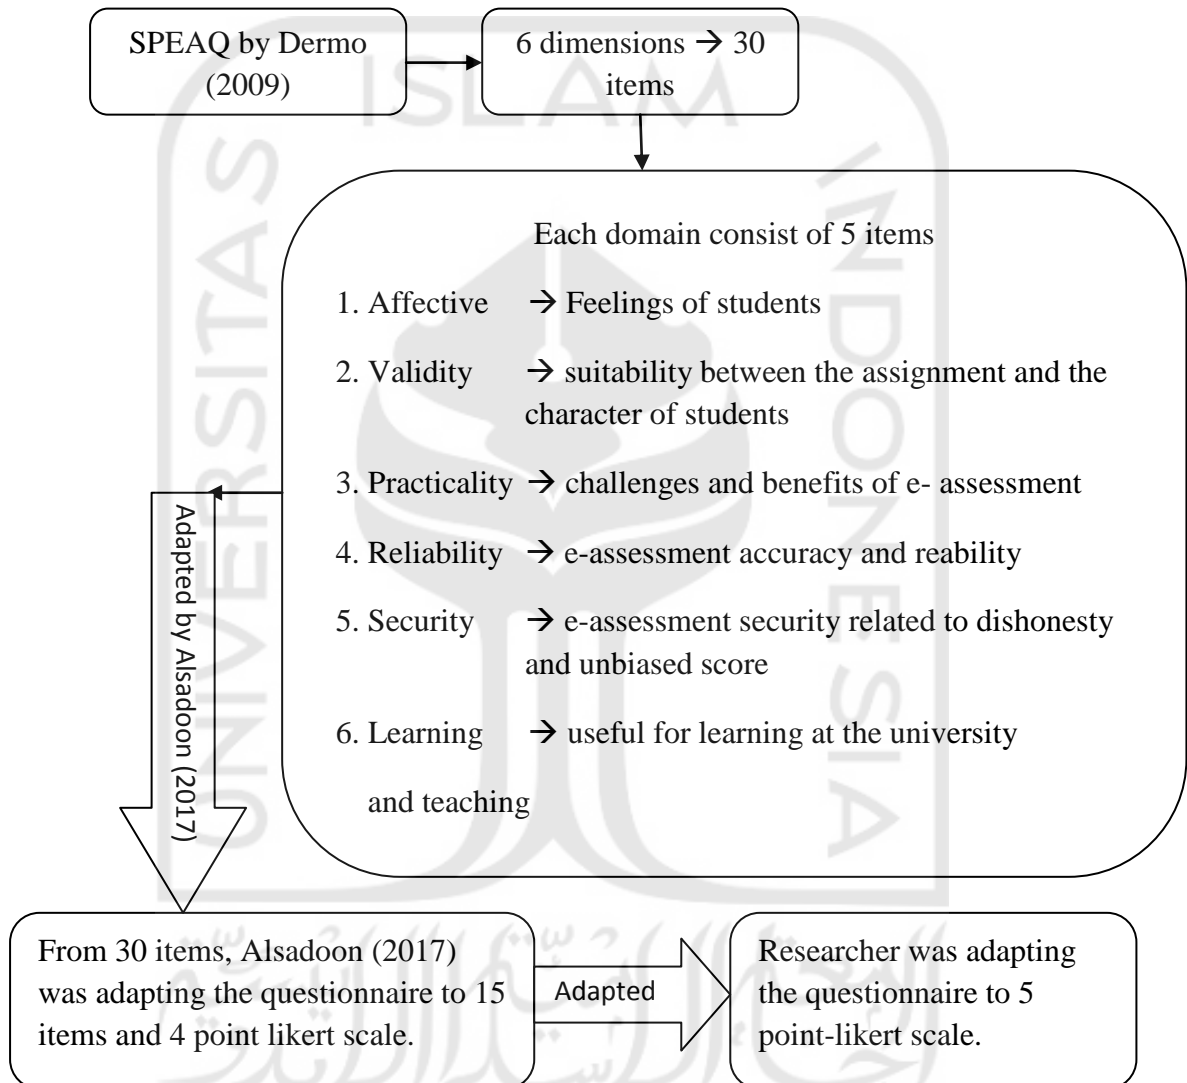 SPEAQ by Dermo
(2009)
6 dimensions → 30
items
Each domain consist of 5 items
1. Affective → Feelings of students
2. Validity → suitability between the assignment and the
character of students
3. Practicality → challenges and benefits of e- assessment
4. Reliability → e-assessment accuracy and reability
5. Security → e-assessment security related to dishonesty
and unbiased score
6. Learning → useful for learning at the university
and teaching
Adapted by Alsadoon (2017)
From 30 items, Alsadoon (2017)
was adapting the questionnaire to 15
items and 4 point likert scale.
Adapted
Researcher was adapting
the questionnaire to 5
point-likert scale.
UNIVERSITAS
ISLAM
INDONESIA